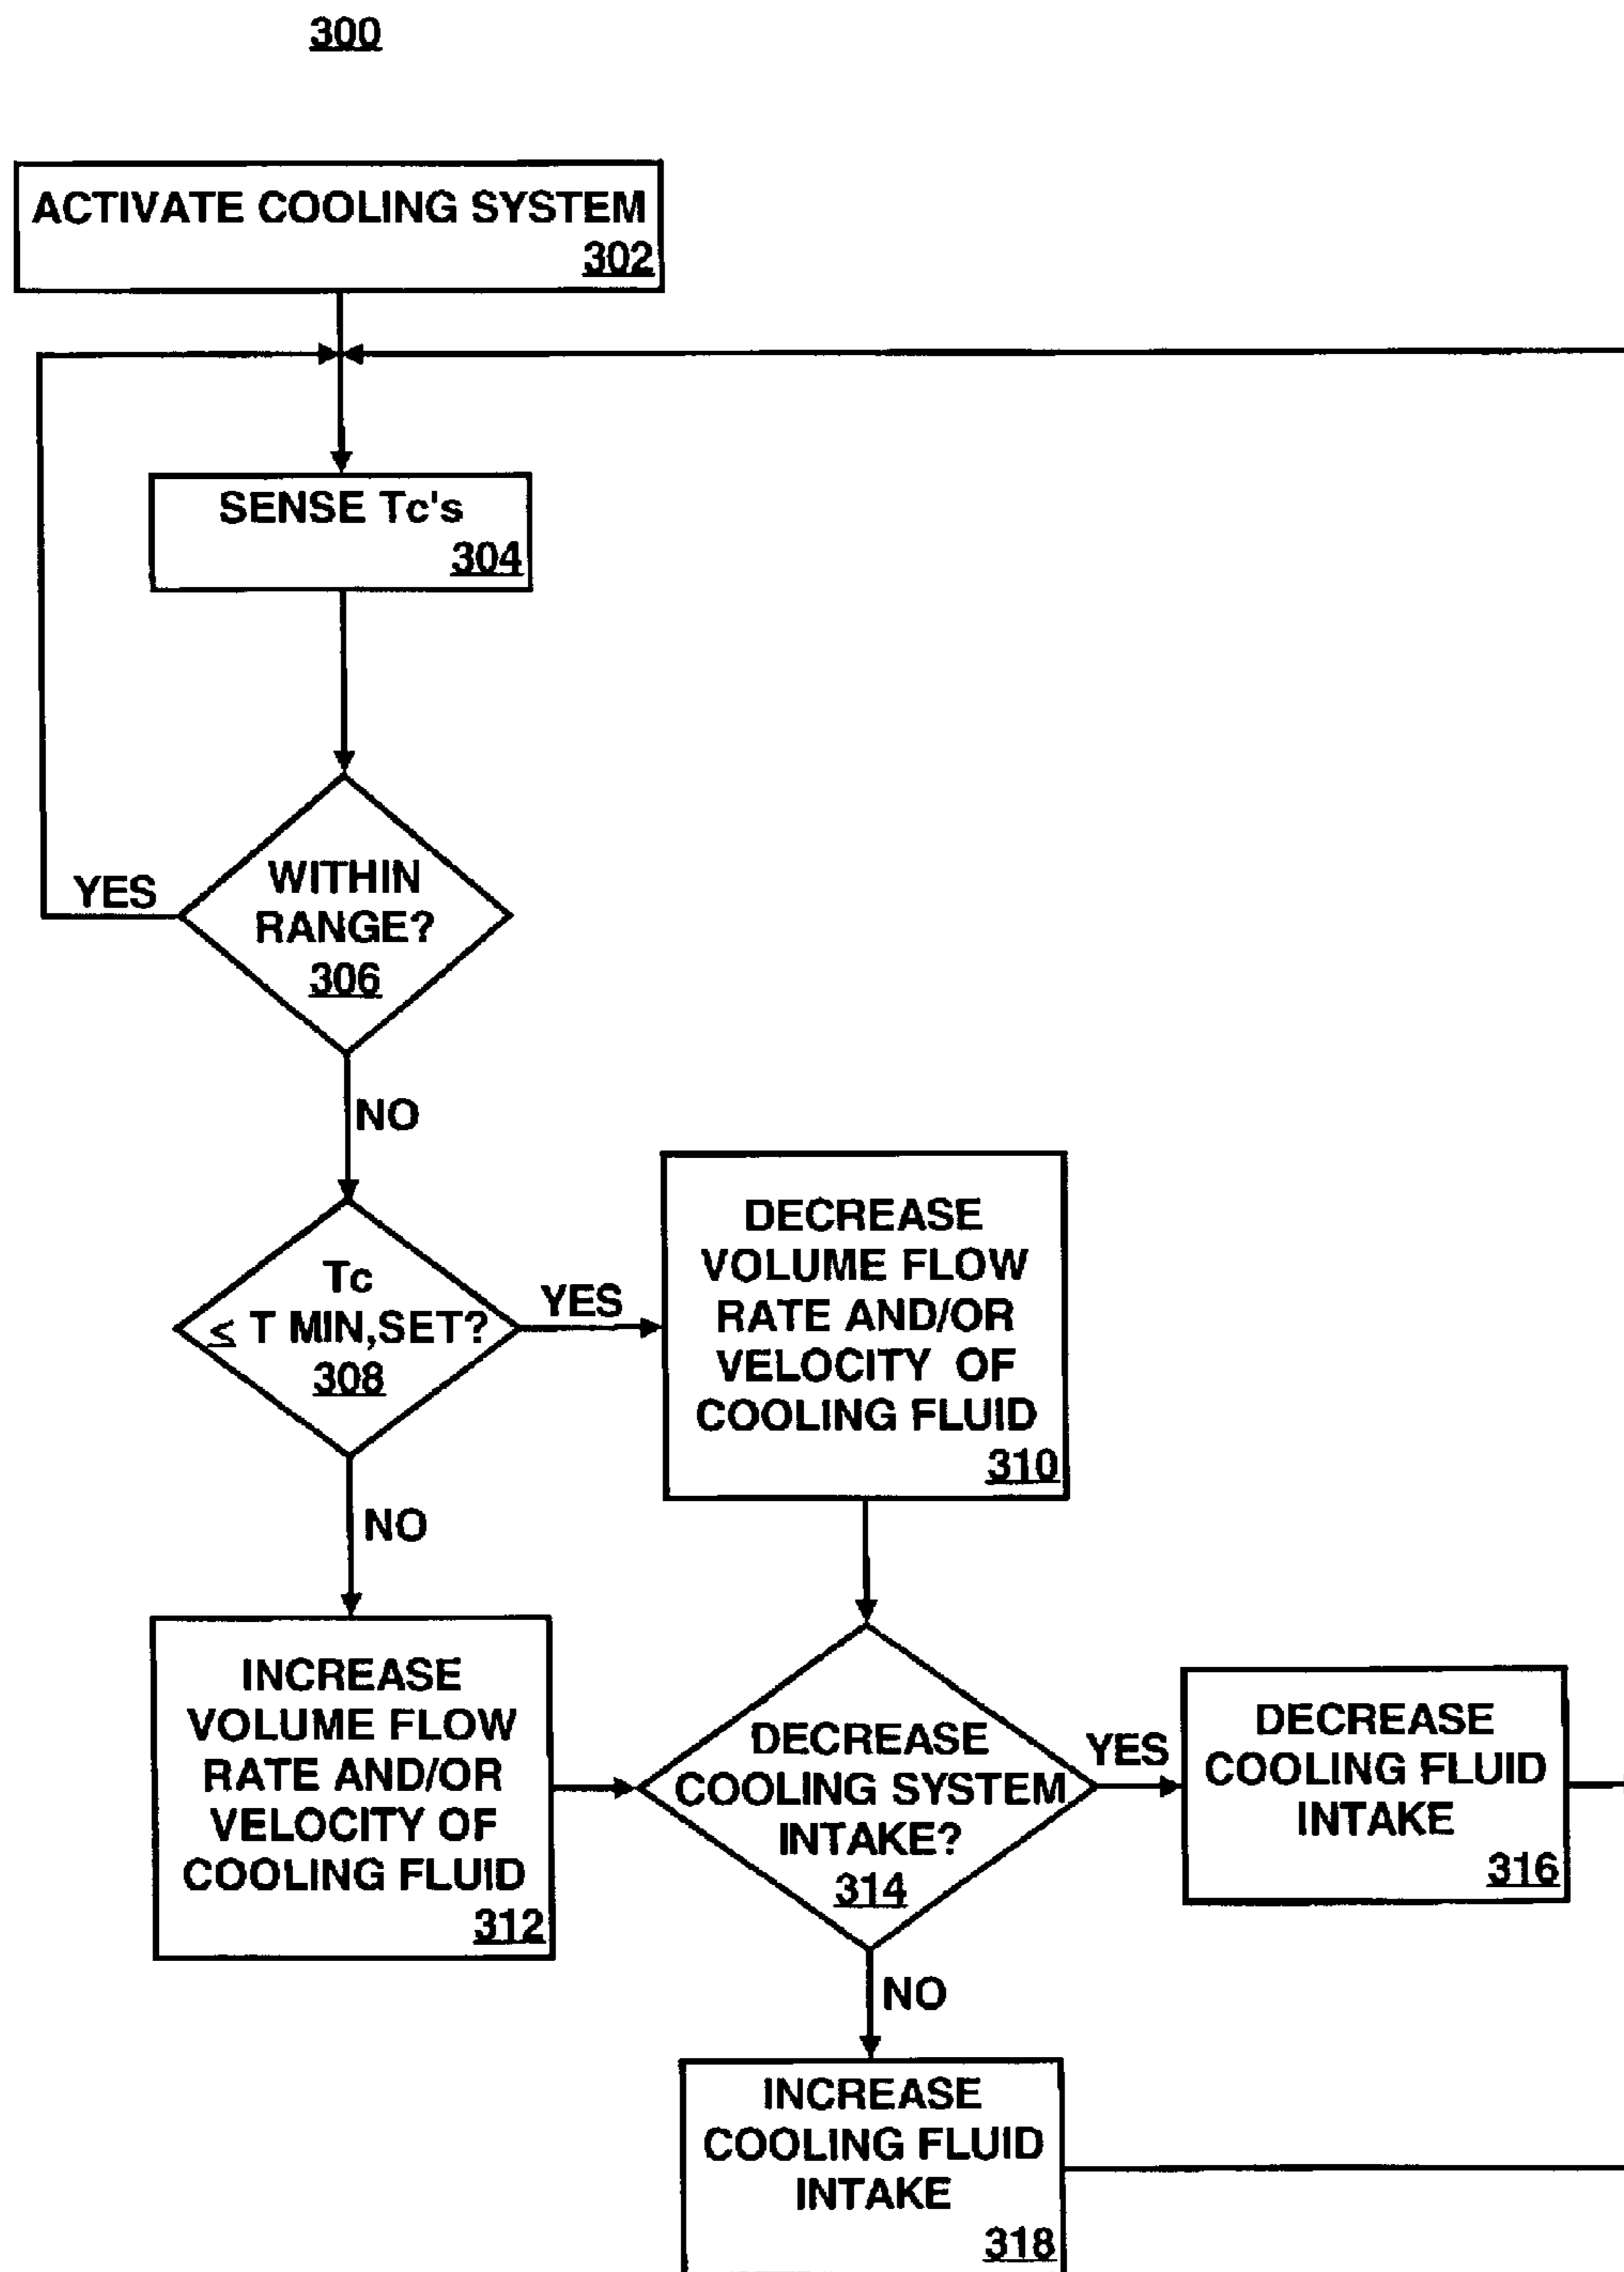 300
ACTIVATE COOLING SYSTEM
302
SENSE Tc's
304
WITHIN
RANGE?
306
YES
NO
Tc
≤ T MIN,SET?
308
YES
NO
DECREASE
VOLUME FLOW
RATE AND/OR
VELOCITY OF
COOLING FLUID
310
INCREASE
VOLUME FLOW
RATE AND/OR
VELOCITY OF
COOLING FLUID
312
DECREASE
COOLING SYSTEM
INTAKE?
314
YES
NO
DECREASE
COOLING FLUID
INTAKE
316
INCREASE
COOLING FLUID
INTAKE
318